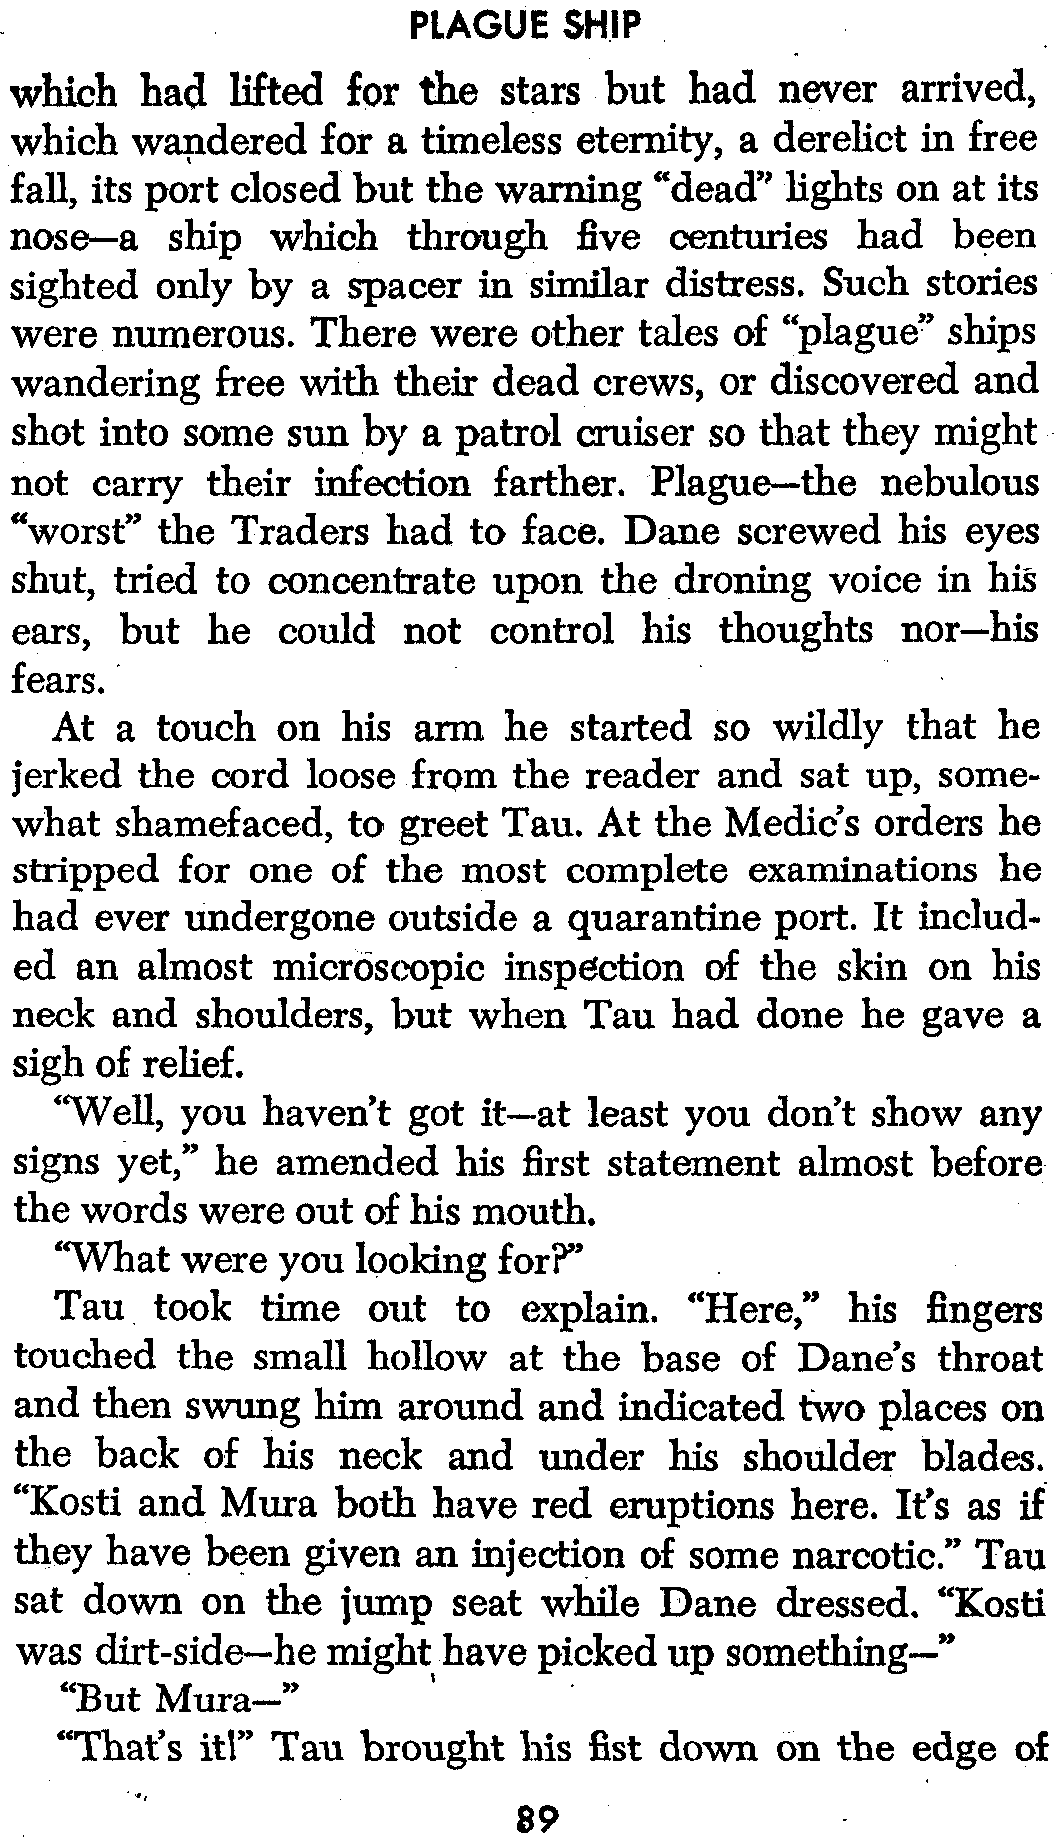 PLAGUE SHIP
which had lifted for the stars but had never arrived,
which wandered for a timeless eternity, a derelict in free
fall, its port closed but the warning “dead” lights on at its
nose—a ship which through five centuries had been
sighted only by a spacer in similar distress. Such stories
were numerous. There were other tales of “plague” ships
wandering free with their dead crews, or discovered and
shot into some sun by a patrol cruiser so that they might
not carry their infection farther. Plague—the nebulous
“worst” the Traders had to face. Dane screwed his eyes
shut, tried to concentrate upon the droning voice in his
ears, but he could not control his thoughts nor—his
fears.
At a touch on his arm he started so wildly that he
jerked the cord loose from the reader and sat up, some-
what shamefaced, to greet Tau. At the Medic's orders he
stripped for one of the most complete examinations he
had ever undergone outside a quarantine port. It includ-
ed an almost microscopic inspection of the skin on his
neck and shoulders, but when Tau had done he gave a
sigh of relief.
“Well, you haven't got it—at least you don't show any
signs yet,” he amended his first statement almost before
the words were out of his mouth.
“What were you looking for?”
Tau took time out to explain. “Here,” his fingers
touched the small hollow at the base of Dane's throat
and then swung him around and indicated two places on
the back of his neck and under his shoulder blades.
“Kosti and Mura both have red eruptions here. It's as if
they have been given an injection of some narcotic.” Tau
sat down on the jump seat while Dane dressed. “Kosti
was dirt-side—he might have picked up something—”
“But Mura—”
“That's it!” Tau brought his fist down on the edge of
89